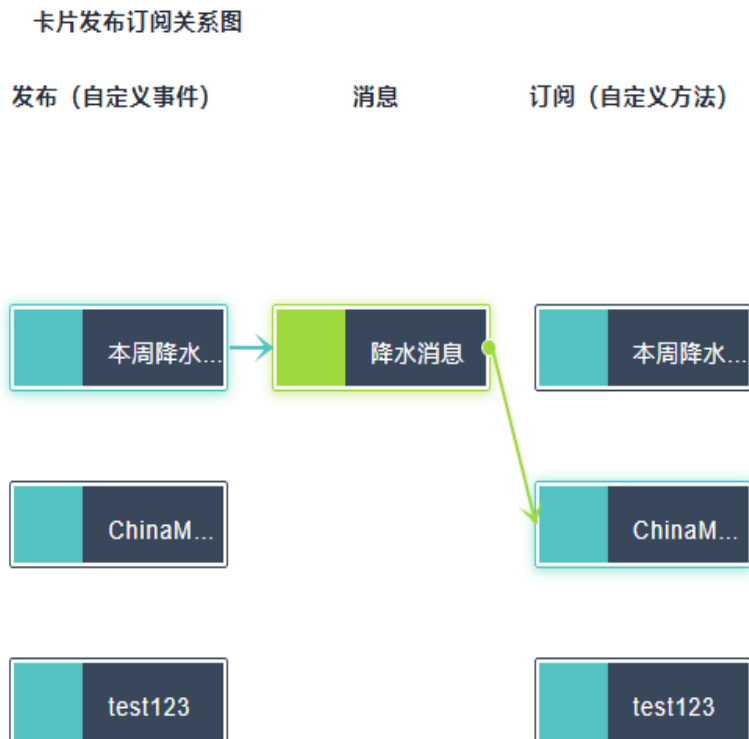 卡片发布订阅关系图
发布（自定义事件） 消息 订阅（自定义方法）
本周降水... 降水消息 本周降水...
ChinaM... ChinaM...
test123 test123